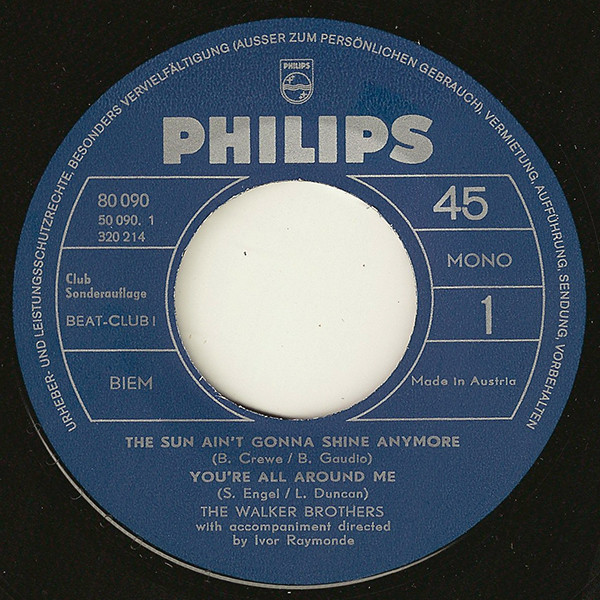 URHEBER- UND LEISTUNGSSCHUTZRECHTE, BESONDERS VERVIELFÄLTIGUNG (AUSSER ZUM PERSÖNLICHEN GEBRAUCH), VERMIETUNG, AUFFÜHRUNG, SENDUNG, VORBEHALTEN
PHILIPS
PHILIPS
80 090
50 090. 1
320 214
Club
Sonderauflage
BEAT-CLUB I
BIEM
45
MONO
1
Made in Austria
THE SUN AIN'T GONNA SHINE ANYMORE
(B. Crewe / B. Gaudio)
YOU'RE ALL AROUND ME
(S. Engel / L. Duncan)
THE WALKER BROTHERS
with accompaniment directed
by Ivor Raymonde